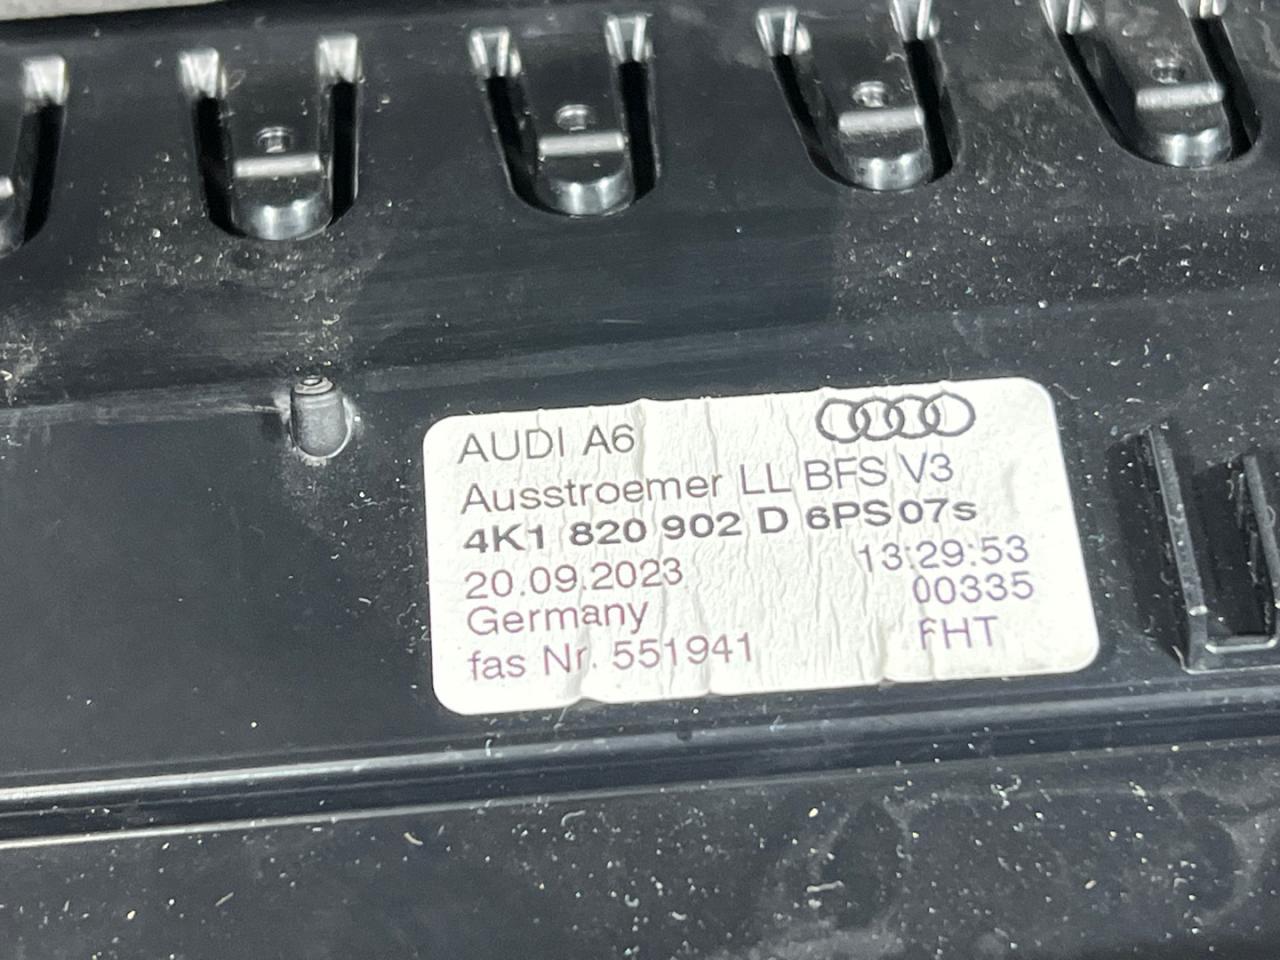 AUDI A6
Ausstroemer LL BFS V3
4K1 820 902 D 6PS 07s
20.09.2023 13:29:53
Germany 00335
fas Nr. 551941 FHT